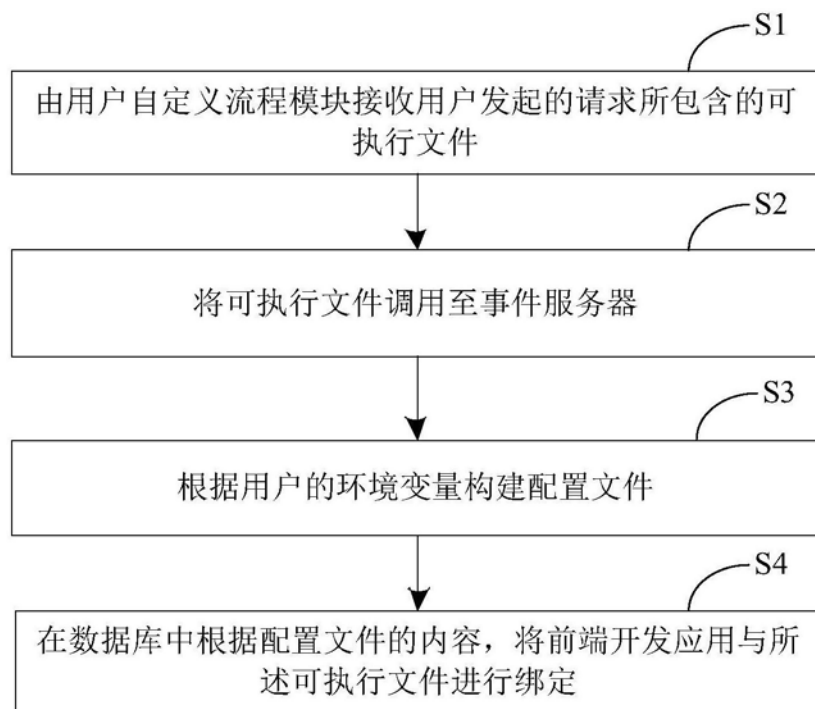 S1
由用户自定义流程模块接收用户发起的请求所包含的可
执行文件
S2
将可执行文件调用至事件服务器
S3
根据用户的环境变量构建配置文件
S4
在数据库中根据配置文件的内容，将前端开发应用与所
述可执行文件进行绑定